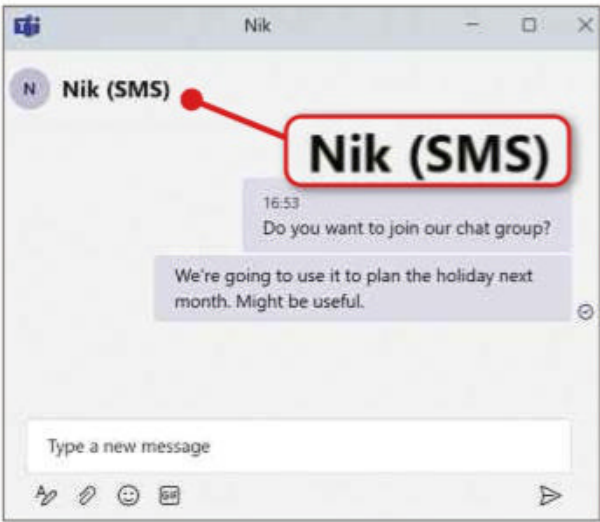 Nik
N
Nik (SMS)
Nik (SMS)
16:53
Do you want to join our chat group?
We're going to use it to plan the holiday next
month. Might be useful.
Type a new message
GIF